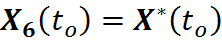 X₆(tₒ) = X*(tₒ)